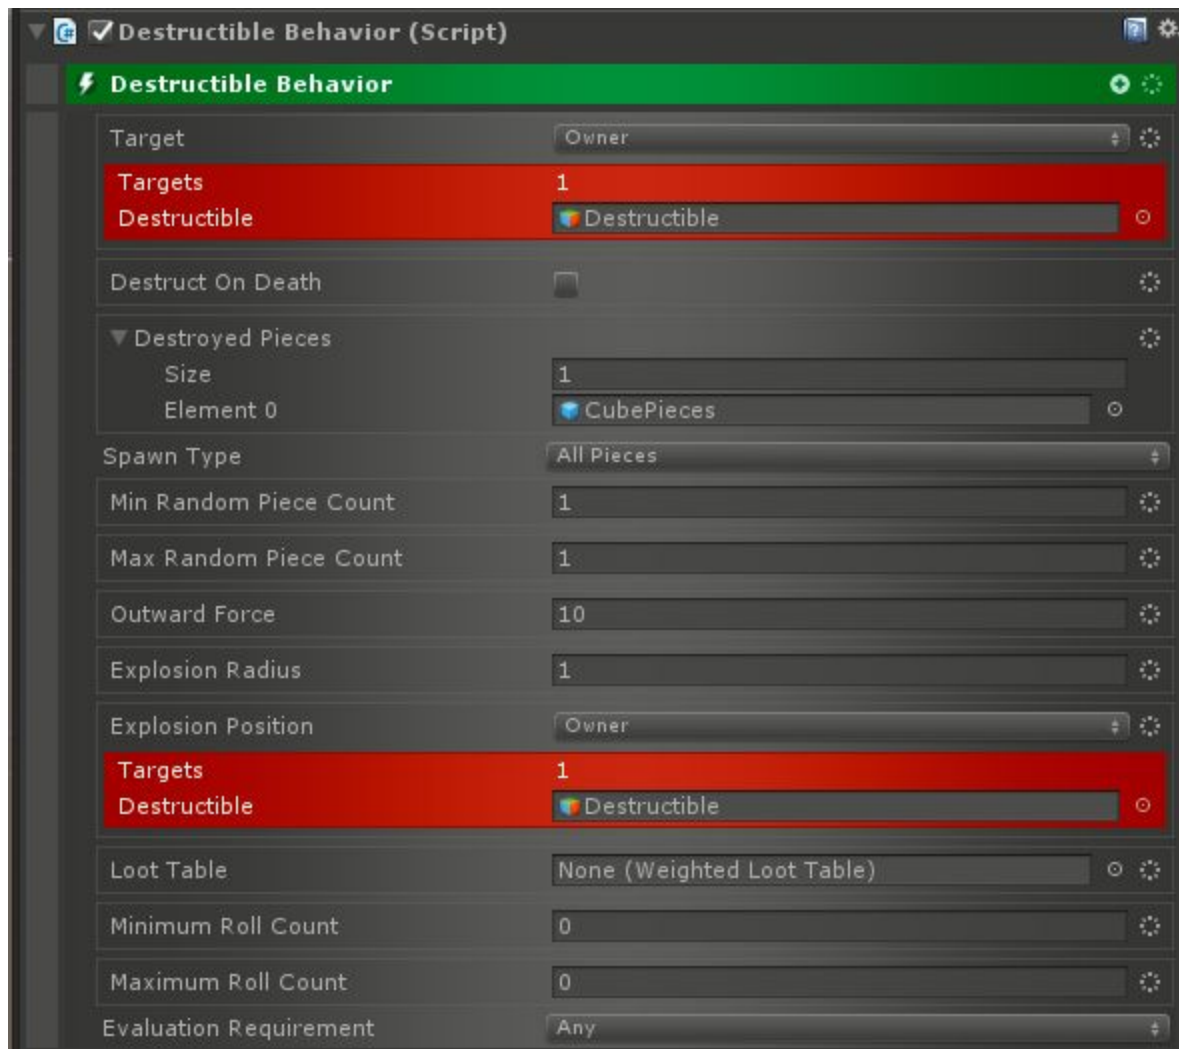 Destructible Behavior (Script)
Destructible Behavior
Target Owner
Targets 1
Destructible Destructible
Destruct On Death
Destroyed Pieces
Size 1
Element 0 CubePieces
Spawn Type All Pieces
Min Random Piece Count 1
Max Random Piece Count 1
Outward Force 10
Explosion Radius 1
Explosion Position Owner
Targets 1
Destructible Destructible
Loot Table None (Weighted Loot Table)
Minimum Roll Count 0
Maximum Roll Count 0
Evaluation Requirement Any